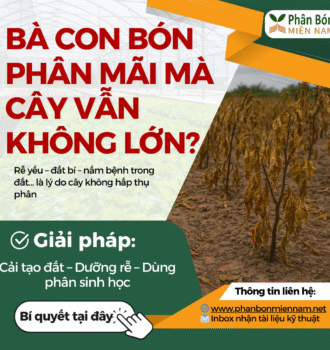 Phân Bón
MIỀN NAM
BÀ CON BÓN
PHÂN MÃI MÀ
CÂY VẪN
KHÔNG LỚN?
Rễ yếu – đất bí – nấm bệnh trong
đất... là lý do cây không hấp thụ
phân
Giải pháp:
Cải tạo đất – Dưỡng rễ – Dùng
phân sinh học
Bí quyết tại đây
Thông tin liên hệ:
www.phanbonmiennam.net
Inbox nhận tài liệu kỹ thuật